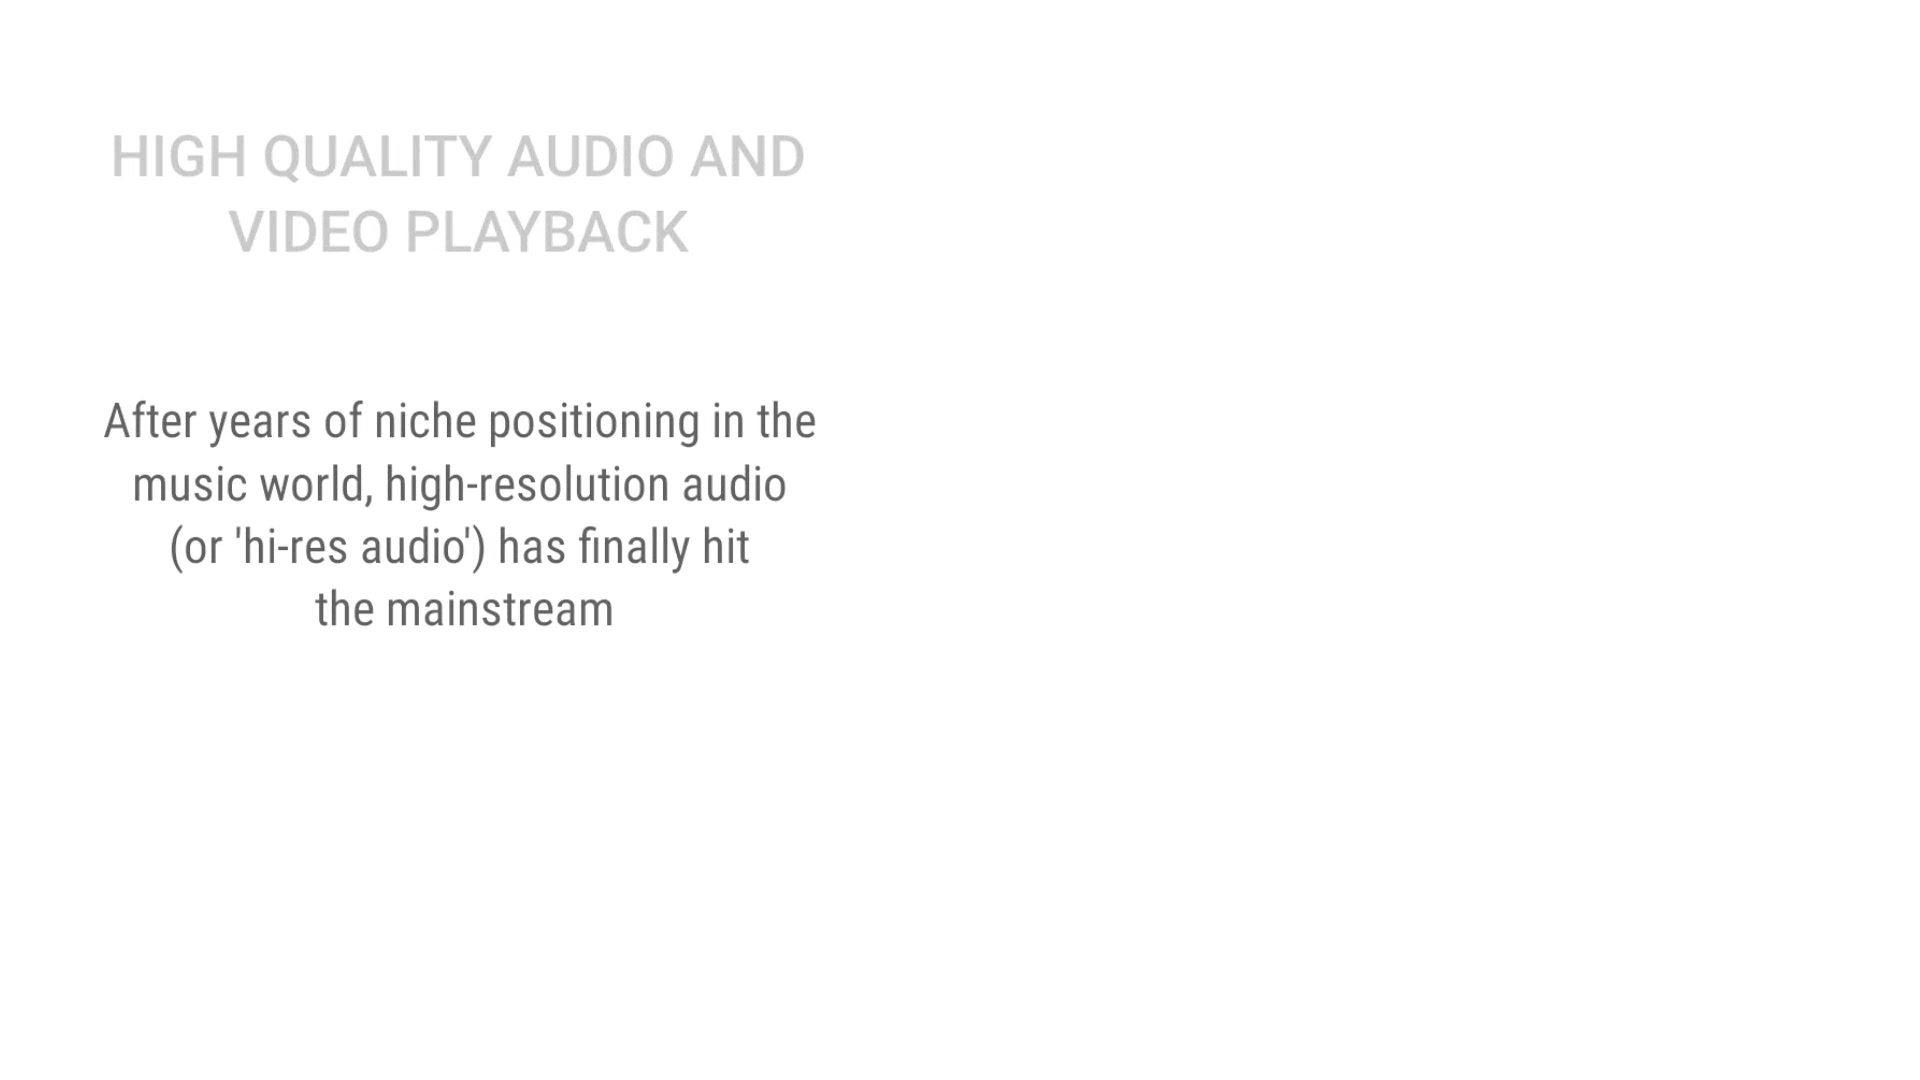 HIGH QUALITY AUDIO AND
VIDEO PLAYBACK
After years of niche positioning in the
music world, high-resolution audio
(or 'hi-res audio') has finally hit
the mainstream